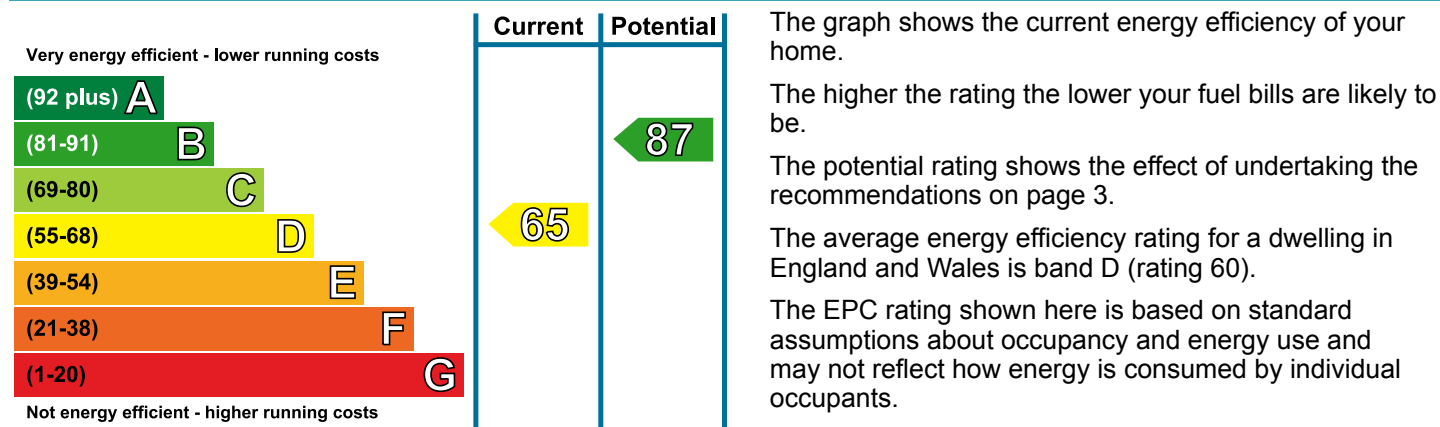 Current Potential
Very energy efficient - lower running costs
(92 plus) A
(81-91) B
87
(69-80) C
(55-68) D
65
(39-54) E
(21-38) F
(1-20) G
Not energy efficient - higher running costs
The graph shows the current energy efficiency of your
home.
The higher the rating the lower your fuel bills are likely to
be.
The potential rating shows the effect of undertaking the
recommendations on page 3.
The average energy efficiency rating for a dwelling in
England and Wales is band D (rating 60).
The EPC rating shown here is based on standard
assumptions about occupancy and energy use and
may not reflect how energy is consumed by individual
occupants.